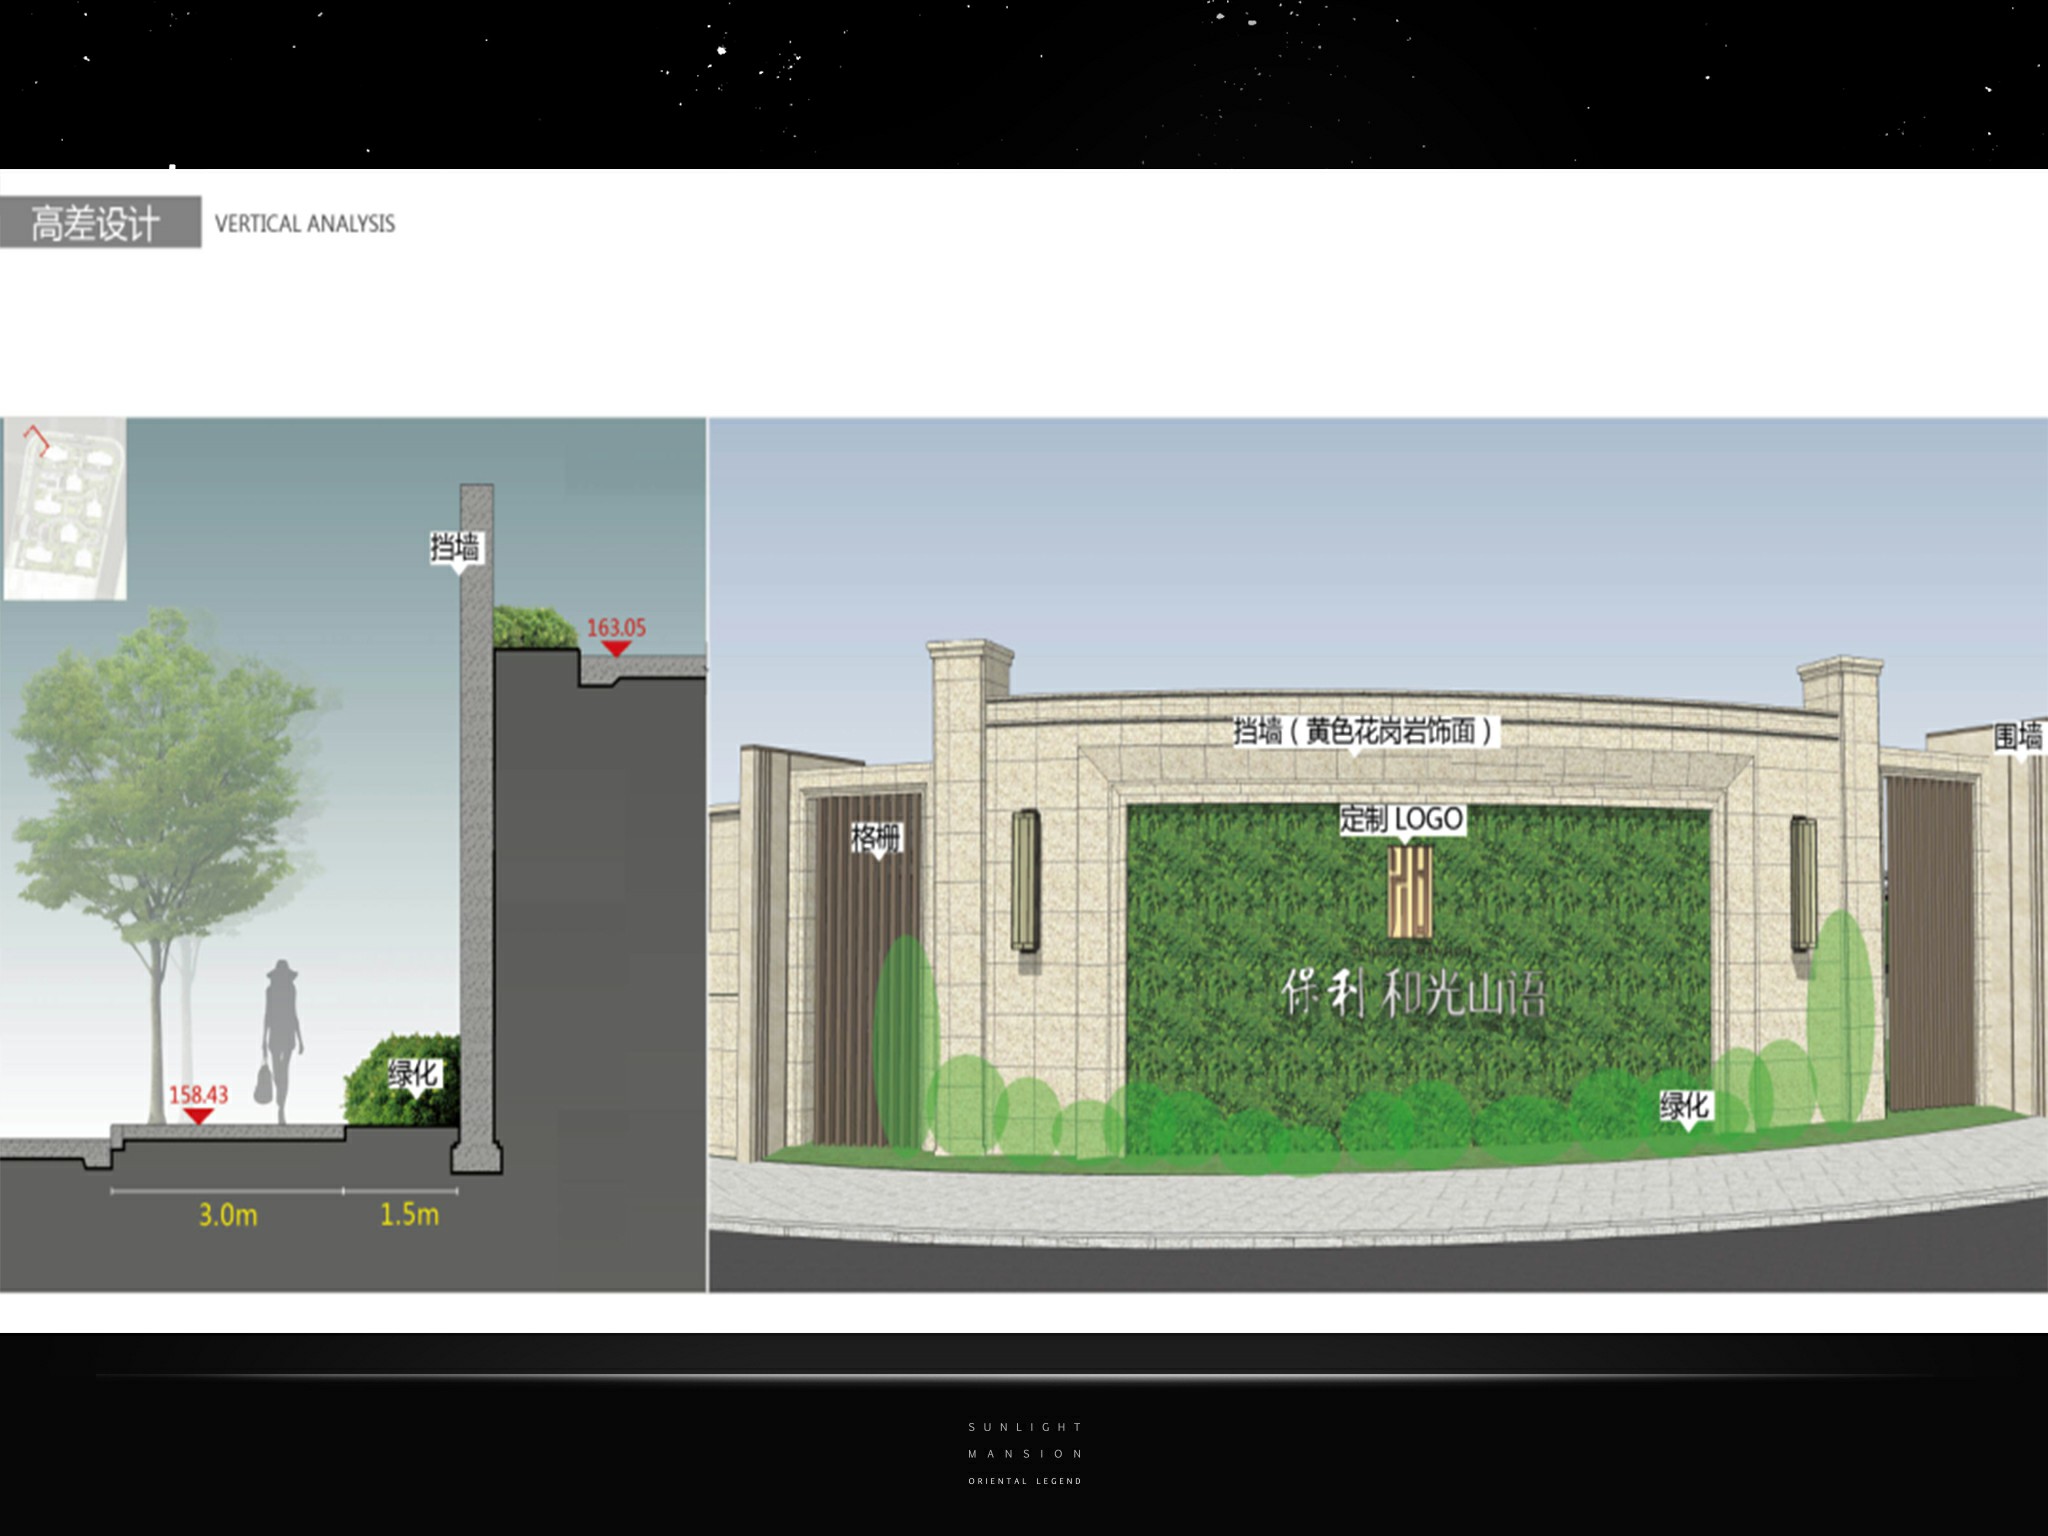 高差设计 VERTICAL ANALYSIS
挡墙
163.05
158.43
绿化
3.0m 1.5m
挡墙（黄色花岗岩饰面）
围墙
格栅
定制 LOGO
保利 和光山语
绿化
SUNLIGHT
MANSION
ORIENTAL LEGEND